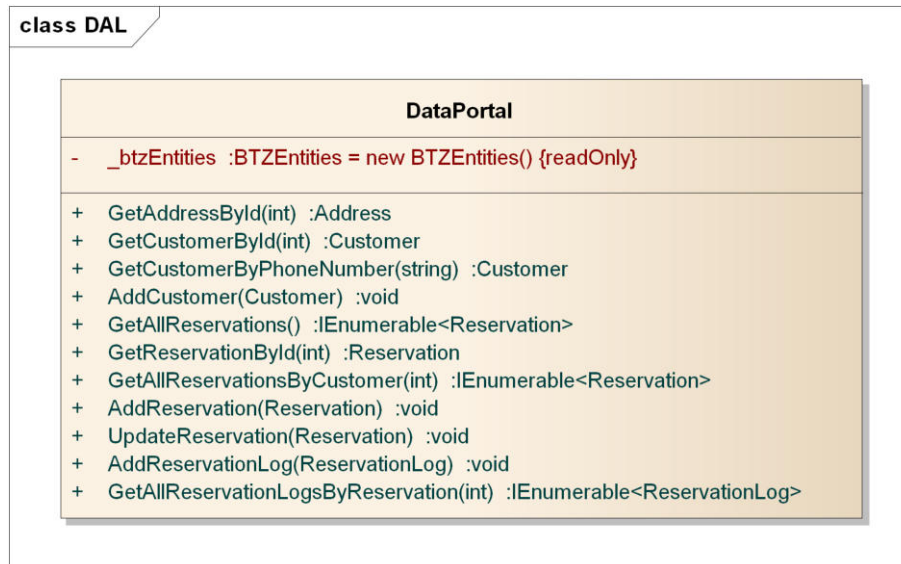 class DAL
DataPortal
- _btzEntities :BTZEntities = new BTZEntities() {readOnly}
+ GetAddressById(int) :Address
+ GetCustomerById(int) :Customer
+ GetCustomerByPhoneNumber(string) :Customer
+ AddCustomer(Customer) :void
+ GetAllReservations() :IEnumerable<Reservation>
+ GetReservationById(int) :Reservation
+ GetAllReservationsByCustomer(int) :IEnumerable<Reservation>
+ AddReservation(Reservation) :void
+ UpdateReservation(Reservation) :void
+ AddReservationLog(ReservationLog) :void
+ GetAllReservationLogsByReservation(int) :IEnumerable<ReservationLog>